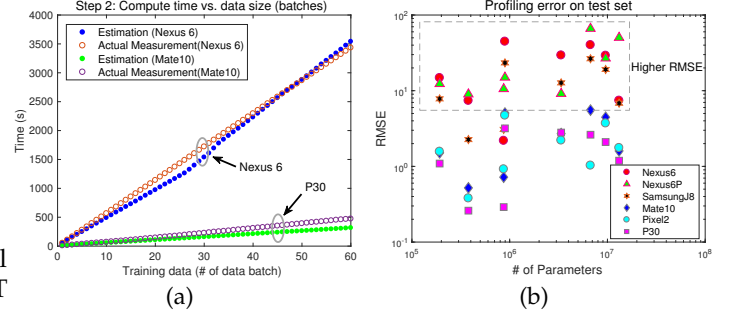 Step 2: Compute time vs. data size (batches)
4000
3500
3000
2500
2000
1500
1000
500
0
Time (s)
Estimation (Nexus 6)
Actual Measurement(Nexus 6)
Estimation (Mate10)
Actual Measurement(Mate10)
Nexus 6
P30
0 10 20 30 40 50 60
Training data (# of data batch)
(a)
l
T
Profiling error on test set
10^2
10^1
10^0
10^-1
RMSE
Higher RMSE
Nexus6
Nexus6P
SamsungJ8
Mate10
Pixel2
P30
10^5 10^6 10^7 10^8
# of Parameters
(b)